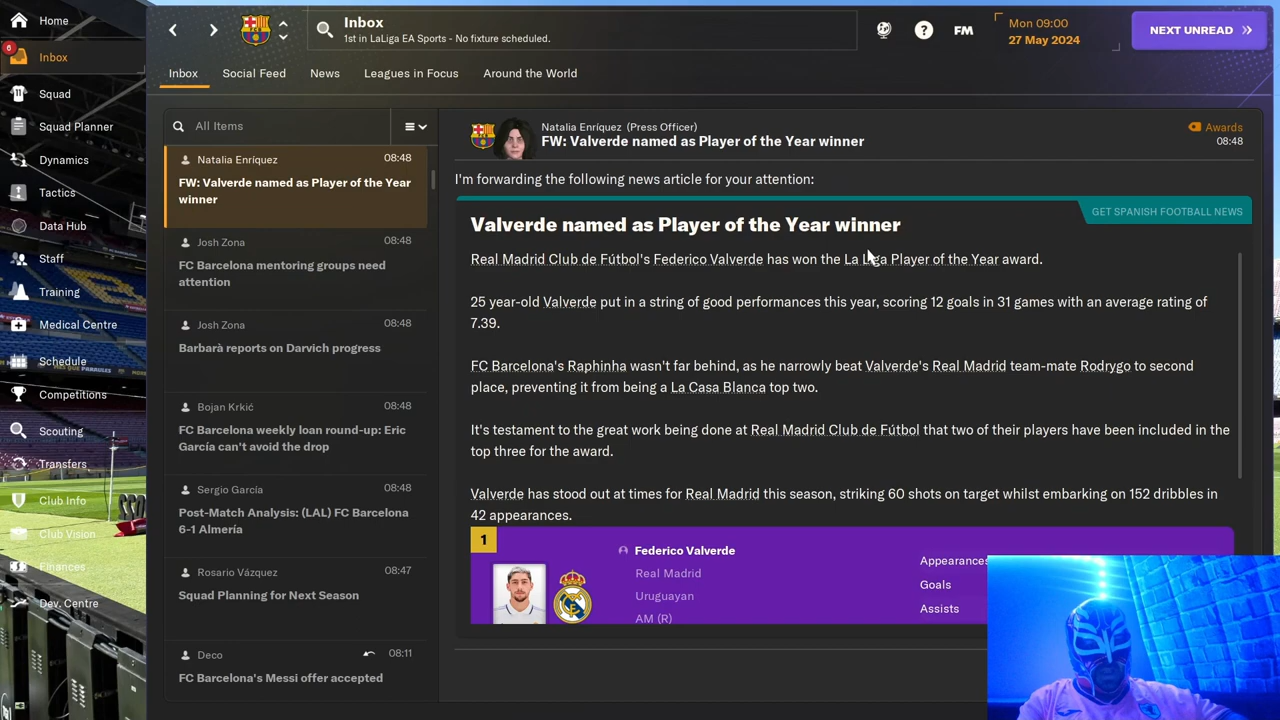 Home
6
Inbox
Squad
Squad Planner
Dynamics
Tactics
Data Hub
Staff
Training
Medical Centre
Schedule
Competitions
Scouting
Transfers
Club Info
Club Vision
Finances
Dev. Centre
Inbox
1st in LaLiga EA Sports - No fixture scheduled.
FM
Mon 09:00
27 May 2024
NEXT UNREAD
Inbox
Social Feed
News
Leagues in Focus
Around the World
All Items
Natalia Enríquez 08:48
FW: Valverde named as Player of the Year
winner
Josh Zona 08:48
FC Barcelona mentoring groups need
attention
Josh Zona 08:48
Barbarà reports on Darvich progress
Bojan Krkić 08:48
FC Barcelona weekly loan round-up: Eric
García can't avoid the drop
Sergio García 08:48
Post-Match Analysis: (LAL) FC Barcelona
6-1 Almería
Rosario Vázquez 08:47
Squad Planning for Next Season
Deco 08:11
FC Barcelona's Messi offer accepted
Natalia Enríquez (Press Officer)
FW: Valverde named as Player of the Year winner
Awards
08:48
I'm forwarding the following news article for your attention:
GET SPANISH FOOTBALL NEWS
Valverde named as Player of the Year winner
Real Madrid Club de Fútbol's Federico Valverde has won the La Liga Player of the Year award.
25 year-old Valverde put in a string of good performances this year, scoring 12 goals in 31 games with an average rating of
7.39.
FC Barcelona's Raphinha wasn't far behind, as he narrowly beat Valverde's Real Madrid team-mate Rodrygo to second
place, preventing it from being a La Casa Blanca top two.
It's testament to the great work being done at Real Madrid Club de Fútbol that two of their players have been included in the
top three for the award.
Valverde has stood out at times for Real Madrid this season, striking 60 shots on target whilst embarking on 152 dribbles in
42 appearances.
1
Federico Valverde
Real Madrid
Uruguayan
AM (R)
Appearances
Goals
Assists